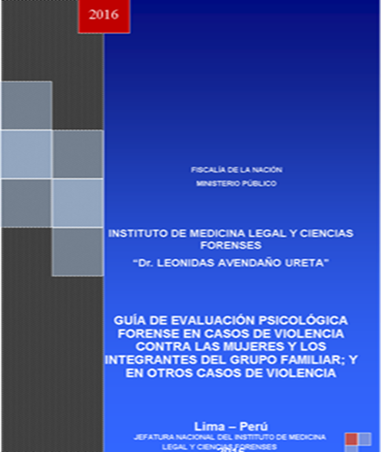 2016
FISCALÍA DE LA NACIÓN
MINISTERIO PÚBLICO
INSTITUTO DE MEDICINA LEGAL Y CIENCIAS
FORENSES
“Dr. LEONIDAS AVENDAÑO URETA”
GUÍA DE EVALUACIÓN PSICOLÓGICA
FORENSE EN CASOS DE VIOLENCIA
CONTRA LAS MUJERES Y LOS
INTEGRANTES DEL GRUPO FAMILIAR; Y
EN OTROS CASOS DE VIOLENCIA
Lima – Perú
JEFATURA NACIONAL DEL INSTITUTO DE MEDICINA
LEGAL Y CIENCIAS FORENSES